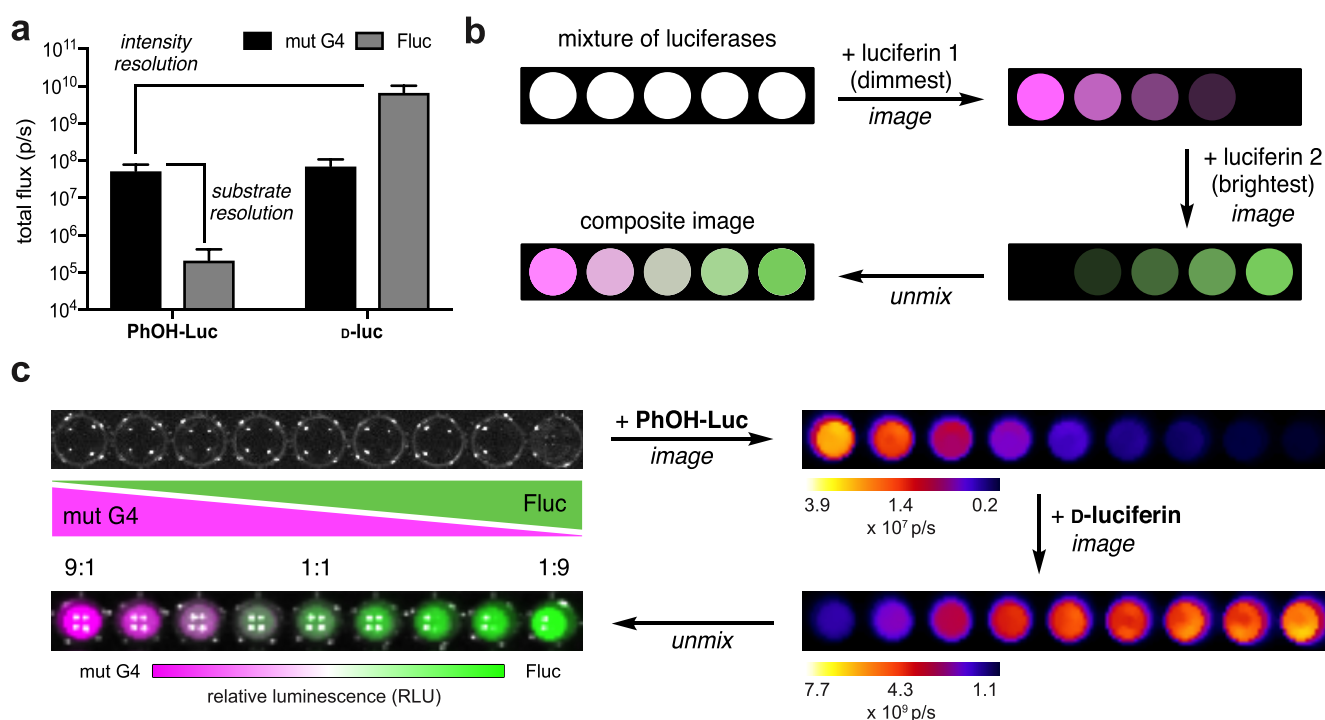 a
intensity
resolution
mut G4
Fluc
10¹¹
10¹⁰
10⁹
10⁸
10⁷
10⁶
10⁵
10⁴
total flux (p/s)
substrate
resolution
PhOH-Luc
D-luc
b
mixture of luciferases
+ luciferin 1
(dimmest)
image
+ luciferin 2
(brightest)
image
composite image
unmix
c
+ PhOH-Luc
image
mut G4
Fluc
3.9
1.4
0.2
x 10⁷ p/s
+ D-luciferin
image
9:1
1:1
1:9
unmix
mut G4
Fluc
relative luminescence (RLU)
7.7
4.3
1.1
x 10⁹ p/s